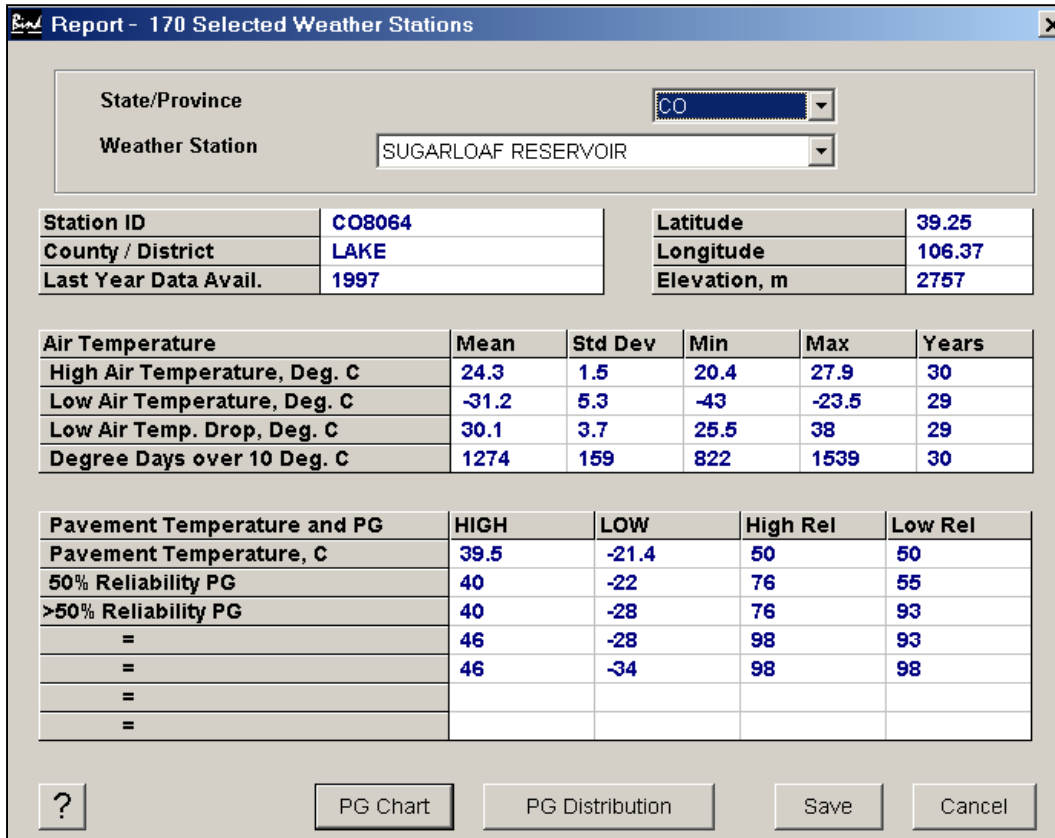 Bind Report - 170 Selected Weather Stations
State/Province CO
Weather Station SUGARLOAF RESERVOIR
Station ID CO8064 Latitude 39.25
County / District LAKE Longitude 106.37
Last Year Data Avail. 1997 Elevation, m 2757
Air Temperature Mean Std Dev Min Max Years
High Air Temperature, Deg. C 24.3 1.5 20.4 27.9 30
Low Air Temperature, Deg. C -31.2 5.3 -43 -23.5 29
Low Air Temp. Drop, Deg. C 30.1 3.7 25.5 38 29
Degree Days over 10 Deg. C 1274 159 822 1539 30
Pavement Temperature and PG HIGH LOW High Rel Low Rel
Pavement Temperature, C 39.5 -21.4 50 50
50% Reliability PG 40 -22 76 55
>50% Reliability PG 40 -28 76 93
= 46 -28 98 93
= 46 -34 98 98
=
=
? PG Chart PG Distribution Save Cancel